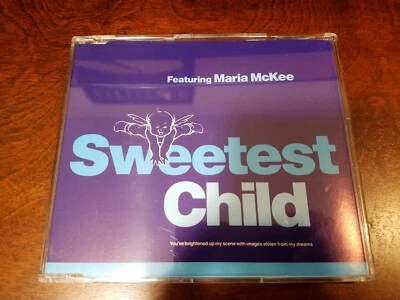 Featuring Maria McKee
Sweetest
Child
You've brightened up my scene with images stolen from my dreams